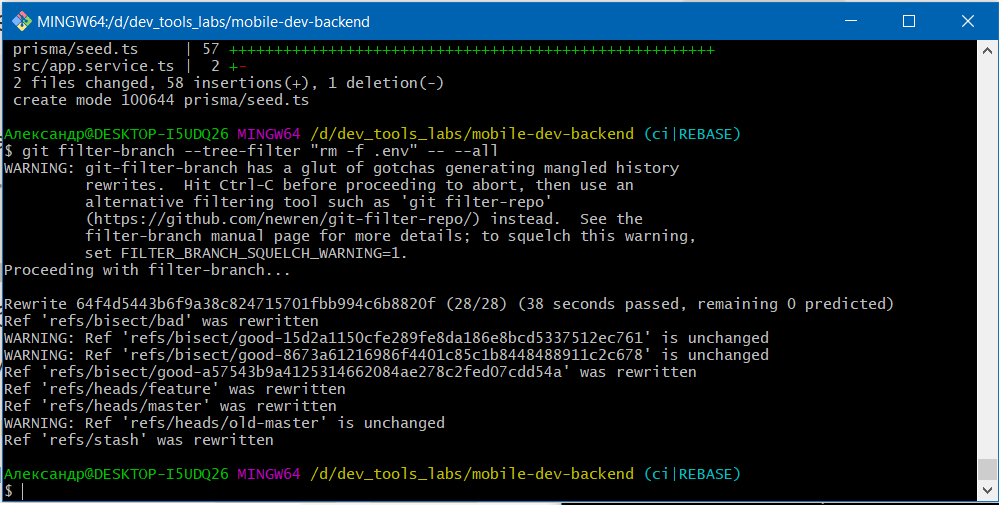 MINGW64:/d/dev_tools_labs/mobile-dev-backend
prisma/seed.ts     | 57 +++++++++++++++++++++++++++++++++++++++++++++++++++++++++
src/app.service.ts |  2 +-
2 files changed, 58 insertions(+), 1 deletion(-)
create mode 100644 prisma/seed.ts
Александр@DESKTOP-I5UDQ26 MINGW64 /d/dev_tools_labs/mobile-dev-backend (ci|REBASE)
$ git filter-branch --tree-filter "rm -f .env" -- --all
WARNING: git-filter-branch has a glut of gotchas generating mangled history
         rewrites.  Hit Ctrl-C before proceeding to abort, then use an
         alternative filtering tool such as 'git filter-repo'
         (https://github.com/newren/git-filter-repo/) instead.  See the
         filter-branch manual page for more details; to squelch this warning,
         set FILTER_BRANCH_SQUELCH_WARNING=1.
Proceeding with filter-branch...
Rewrite 64f4d5443b6f9a38c824715701fbb994c6b8820f (28/28) (38 seconds passed, remaining 0 predicted)
Ref 'refs/bisect/bad' was rewritten
WARNING: Ref 'refs/bisect/good-15d2a1150cfe289fe8da186e8bcd5337512ec761' is unchanged
WARNING: Ref 'refs/bisect/good-8673a61216986f4401c85c1b8448488911c2c678' is unchanged
Ref 'refs/bisect/good-a57543b9a4125314662084ae278c2fed07cdd54a' was rewritten
Ref 'refs/heads/feature' was rewritten
Ref 'refs/heads/master' was rewritten
WARNING: Ref 'refs/heads/old-master' is unchanged
Ref 'refs/stash' was rewritten
Александр@DESKTOP-I5UDQ26 MINGW64 /d/dev_tools_labs/mobile-dev-backend (ci|REBASE)
$